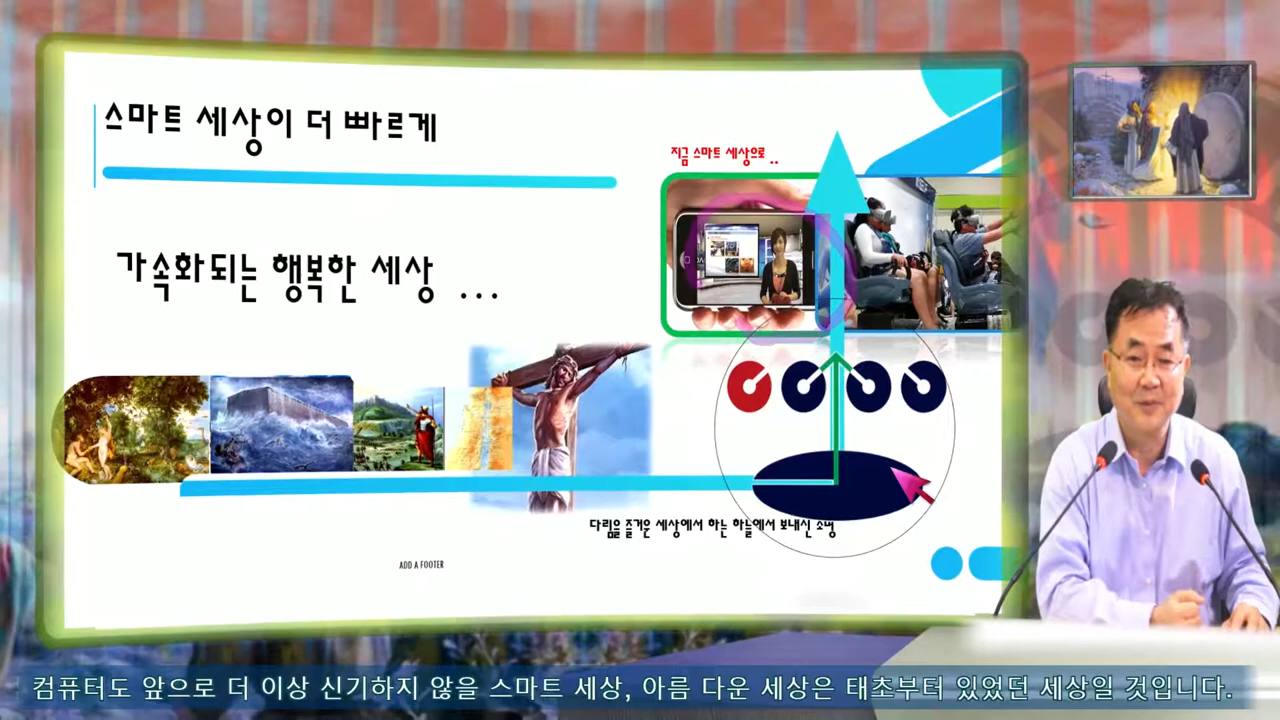 스마트 세상이 더 빠르게
지금 스마트 세상으로 ..
가속화되는 행복한 세상 ...
다림을 즐거운 세상에서 하는 하늘에서 보내신 소명
ADD A FOOTER
컴퓨터도 앞으로 더 이상 신기하지 않을 스마트 세상, 아름 다운 세상은 태초부터 있었던 세상일 것입니다.